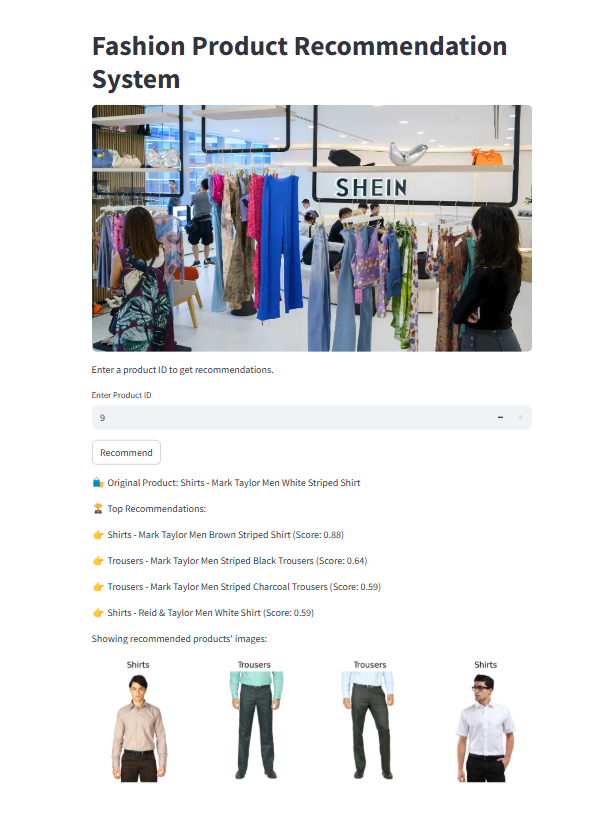 Fashion Product Recommendation
System
SHEIN
Enter a product ID to get recommendations.
Enter Product ID
9
Recommend
🛍️ Original Product: Shirts - Mark Taylor Men White Striped Shirt
🏆 Top Recommendations:
👉 Shirts - Mark Taylor Men Brown Striped Shirt (Score: 0.88)
👉 Trousers - Mark Taylor Men Striped Black Trousers (Score: 0.64)
👉 Trousers - Mark Taylor Men Striped Charcoal Trousers (Score: 0.59)
👉 Shirts - Reid & Taylor Men White Shirt (Score: 0.59)
Showing recommended products' images:
Shirts Trousers Trousers Shirts